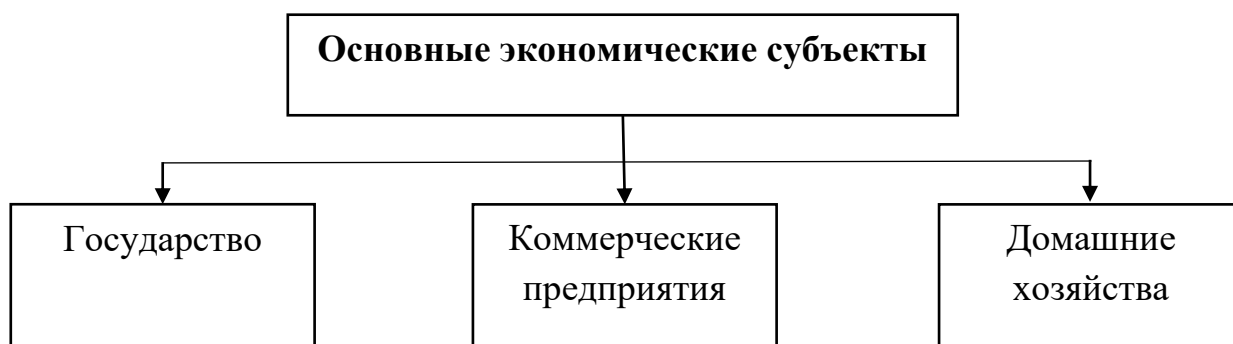 Основные экономические субъекты
Государство
Коммерческие
предприятия
Домашние
хозяйства